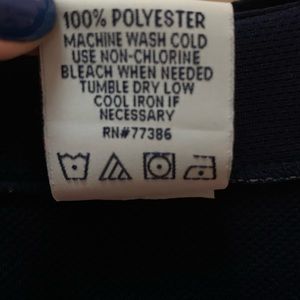 100% POLYESTER
MACHINE WASH COLD
USE NON-CHLORINE
BLEACH WHEN NEEDED
TUMBLE DRY LOW
COOL IRON IF
NECESSARY
RN#77386